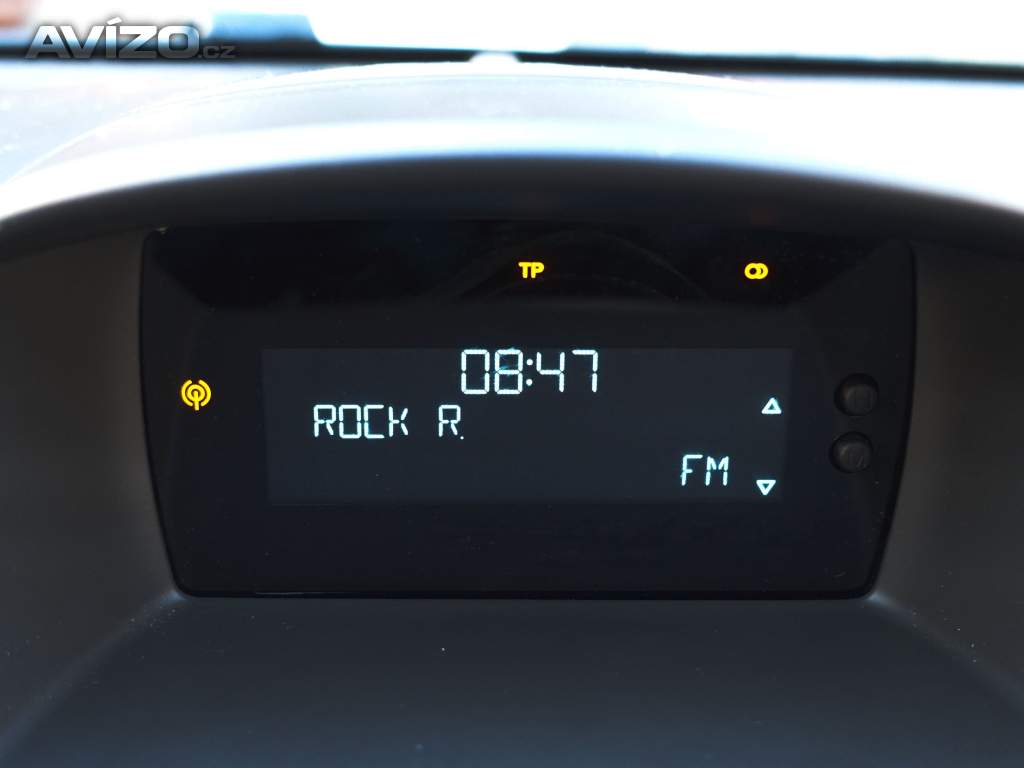 AVÍZO.cz
TP
08:47
ROCK R.
FM